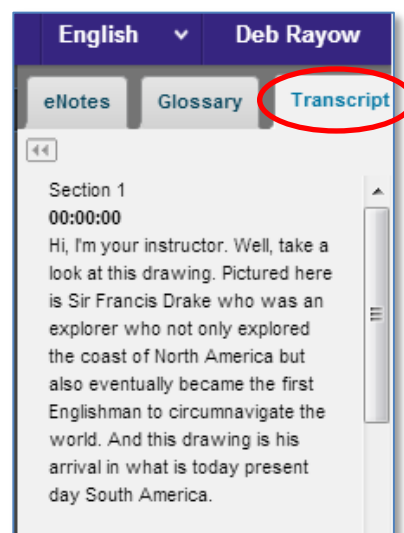 English Deb Rayow
eNotes Glossary Transcript
Section 1
00:00:00
Hi, I'm your instructor. Well, take a
look at this drawing. Pictured here
is Sir Francis Drake who was an
explorer who not only explored
the coast of North America but
also eventually became the first
Englishman to circumnavigate the
world. And this drawing is his
arrival in what is today present
day South America.